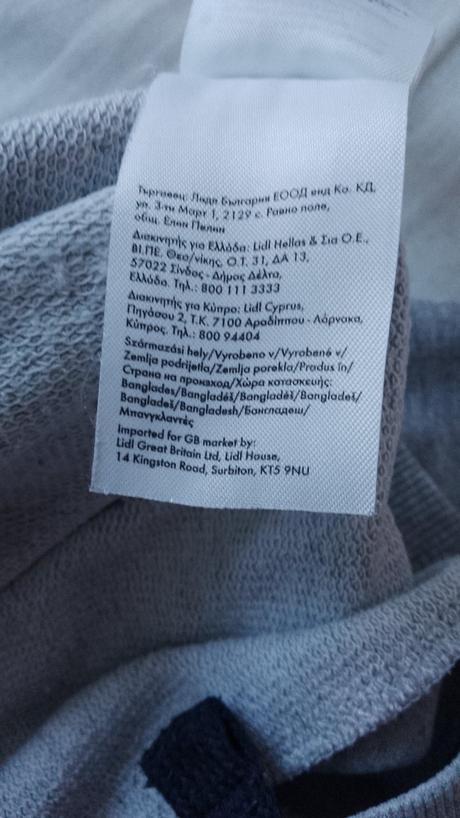 Търговец: Лидл България ЕООД енд Ко. КД,
ул. 3-ти Март 1, 2129 с. Равно поле,
общ. Елин Пелин
Διακινητής για Ελλάδα: Lidl Hellas & Σια Ο.Ε.,
ΒΙ.ΠΕ. Θεσ/νίκης, Ο.Τ. 31, ΔΑ 13,
57022 Σίνδος - Δήμος Δέλτα,
Ελλάδα. Τηλ.: 800 111 3333
Διακινητής για Κύπρο: Lidl Cyprus,
Πηγάσου 2, Τ.Κ. 7100 Αραδίππου - Λάρνακα,
Κύπρος. Τηλ.: 800 94404
Származási hely/Vyrobeno v/Vyrobené v/
Zemlja podrijetla/Zemlja porekla/Produs în/
Страна на произход/Χώρα κατασκευής:
Banglades/Bangladéš/Bangladéš/Bangladeš/
Bangladeš/Bangladesh/Бангладеш/
Μπανγκλαντές
Imported for GB market by:
Lidl Great Britain Ltd, Lidl House,
14 Kingston Road, Surbiton, KT5 9NU